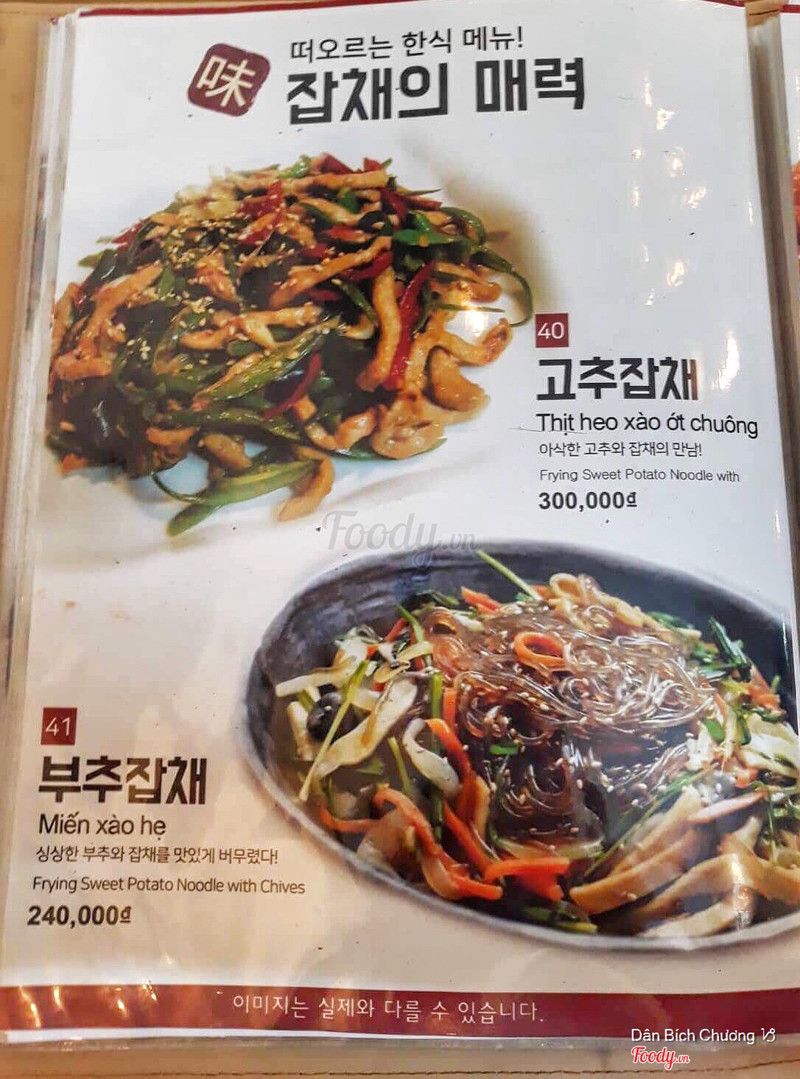 味
떠오르는 한식 메뉴!
잡채의 매력
40
고추잡채
Thịt heo xào ớt chuông
아삭한 고추와 잡채의 만남!
Frying Sweet Potato Noodle with
300,000₫
Foody.vn
41
부추잡채
Miến xào hẹ
싱싱한 부추와 잡채를 맛있게 버무렸다!
Frying Sweet Potato Noodle with Chives
240,000₫
이미지는 실제와 다를 수 있습니다.
Dân Bích Chương
Foody.vn